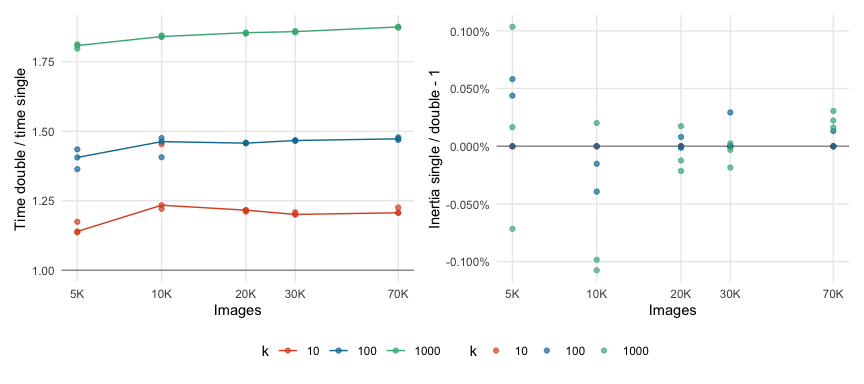 Time double / time single
1.75
1.50
1.25
1.00
5K 10K 20K 30K 70K
Images
Inertia single / double - 1
0.100%
0.050%
0.000%
-0.050%
-0.100%
5K 10K 20K 30K 70K
Images
k 10 100 1000
k 10 100 1000